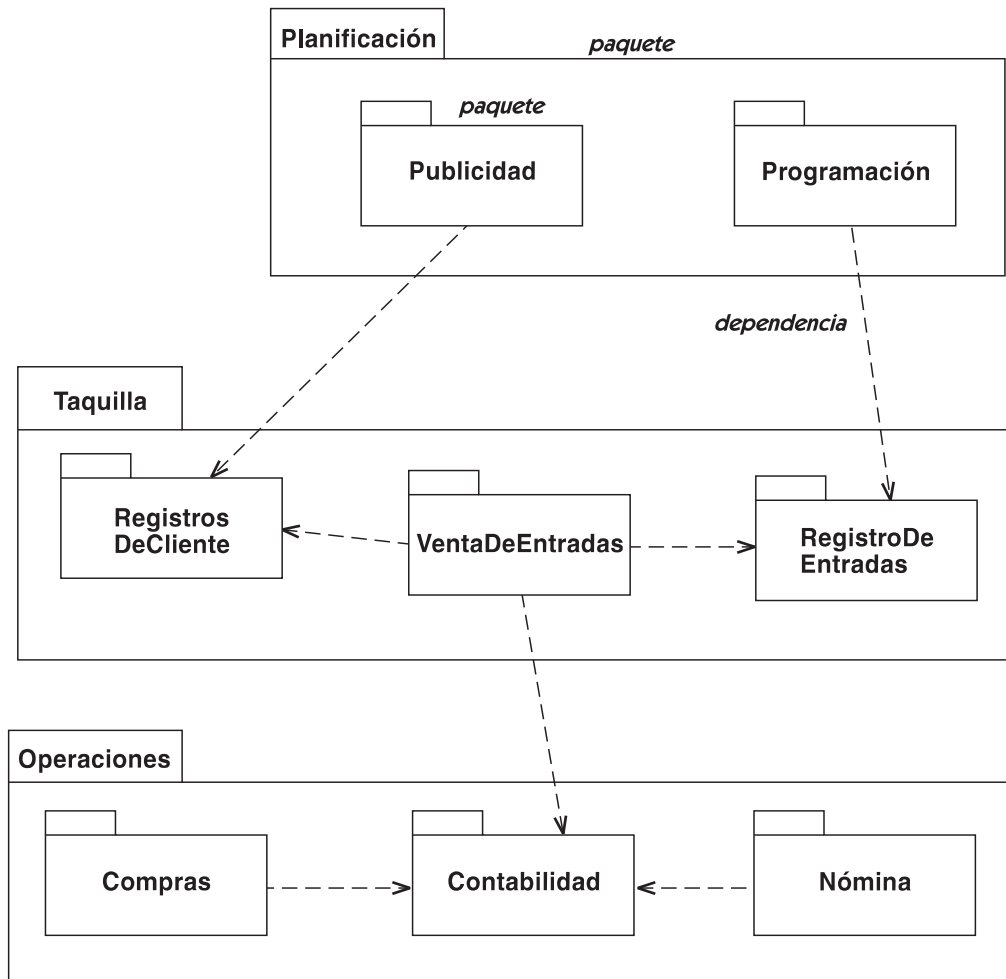 Planificación
paquete
paquete
Publicidad
Programación
dependencia
Taquilla
Registros
DeCliente
VentaDeEntradas
RegistroDe
Entradas
Operaciones
Compras
Contabilidad
Nómina